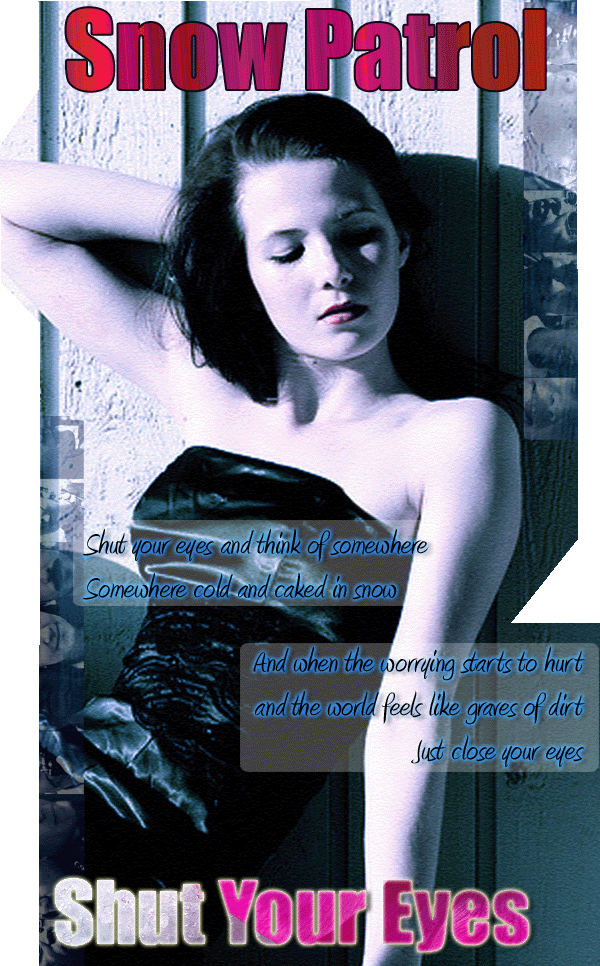 Snow Patrol
Shut your eyes and think of somewhere
Somewhere cold and caked in snow
And when the worrying starts to hurt
and the world feels like graves of dirt
Just close your eyes
Shut Your Eyes